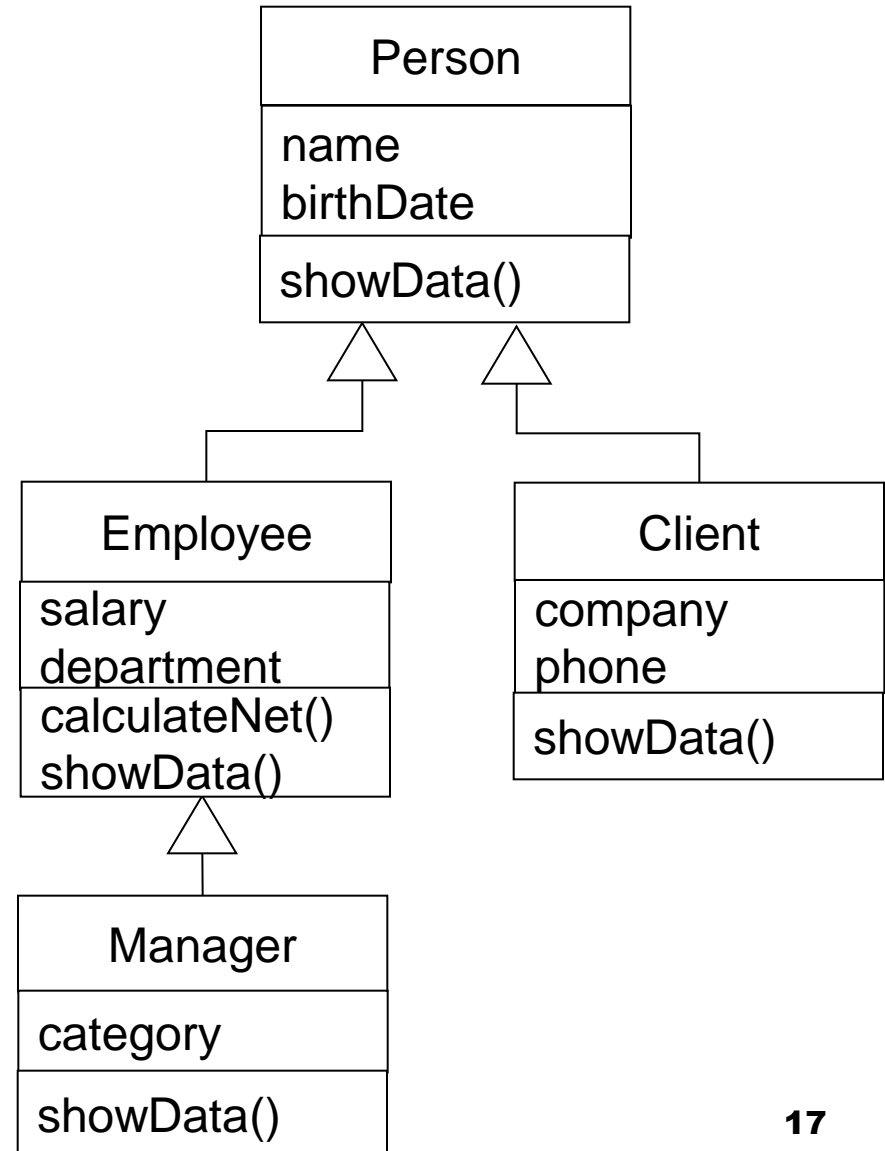 Person
name
birthDate
showData()
Employee
salary
department
calculateNet()
showData()
Client
company
phone
showData()
Manager
category
showData()
17